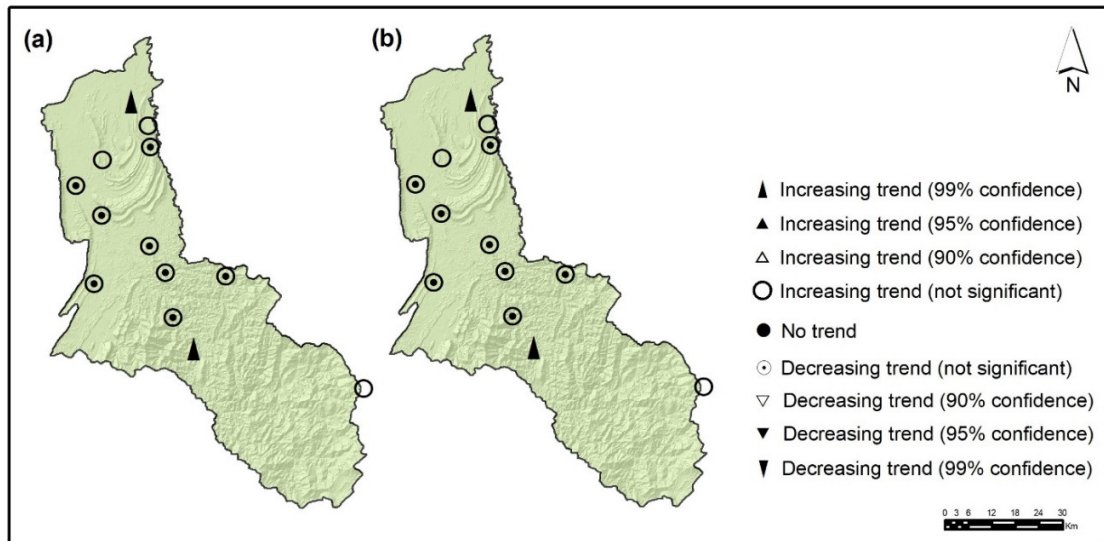 (a)
(b)
N
Increasing trend (99% confidence)
Increasing trend (95% confidence)
Increasing trend (90% confidence)
Increasing trend (not significant)
No trend
Decreasing trend (not significant)
Decreasing trend (90% confidence)
Decreasing trend (95% confidence)
Decreasing trend (99% confidence)
0 3 6 12 18 24 30
Km